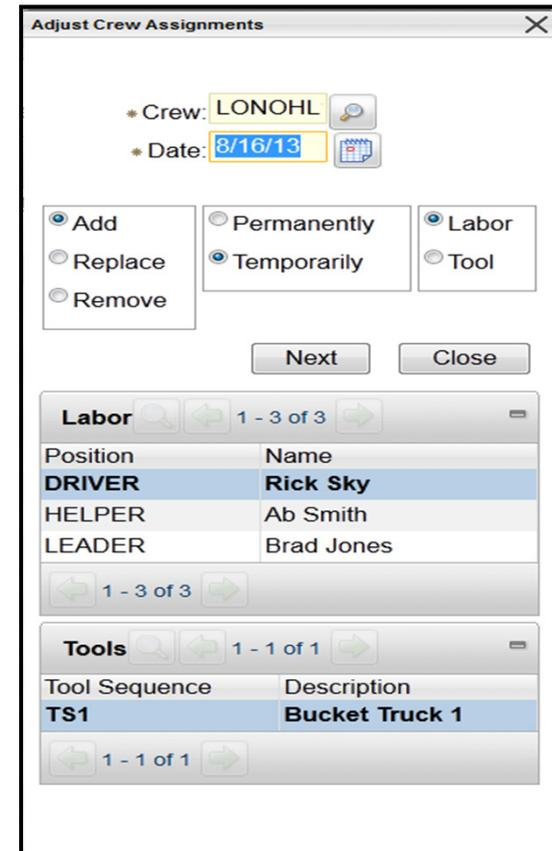 Adjust Crew Assignments
* Crew: LONOHL
* Date: 8/16/13
Add Permanently Labor
Replace Temporarily Tool
Remove
Next Close
Labor 1 - 3 of 3
Position Name
DRIVER Rick Sky
HELPER Ab Smith
LEADER Brad Jones
1 - 3 of 3
Tools 1 - 1 of 1
Tool Sequence Description
TS1 Bucket Truck 1
1 - 1 of 1